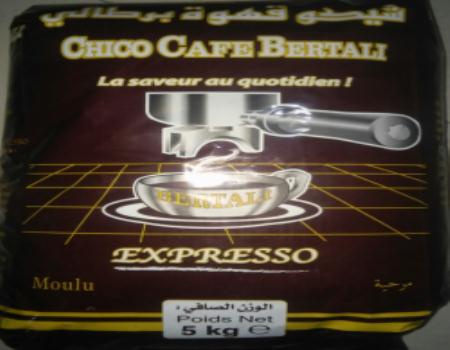 شيكو قهوة برطالي
CHICO CAFE BERTALI
La saveur au quotidien !
BERTALI
EXPRESSO
Moulu
مرحية
الوزن الصافي :
Poids Net
5 kg e